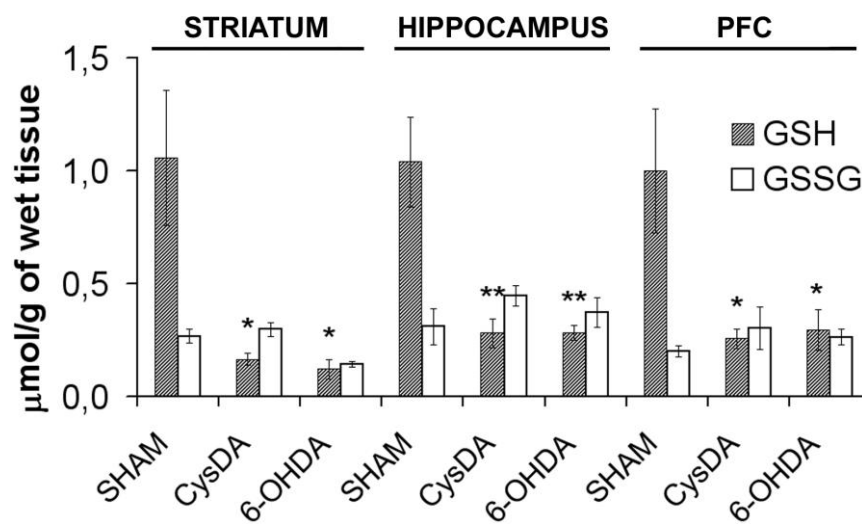 STRIATUM HIPPOCAMPUS PFC
μmol/g of wet tissue
1,5
1,0
0,5
0,0
GSH
GSSG
* * ** ** * *
SHAM CysDA 6-OHDA SHAM CysDA 6-OHDA SHAM CysDA 6-OHDA